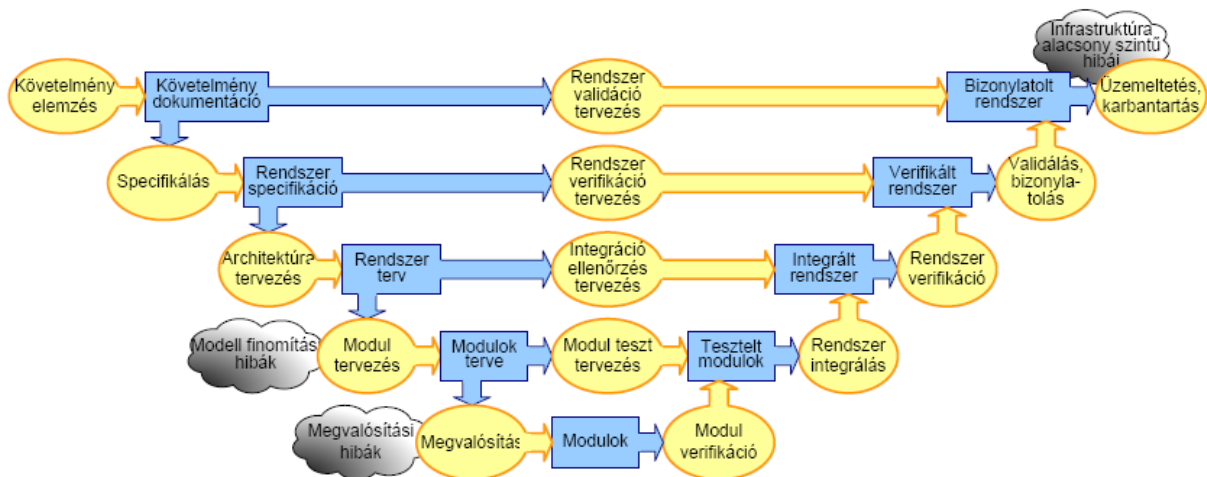 Infrastruktúra
alacsony szintű
hibái
Követelmény
elemzés
Követelmény
dokumentáció
Rendszer
validáció
tervezés
Bizonylatolt
rendszer
Üzemeltetés,
karbantartás
Specifikálás
Rendszer
specifikáció
Rendszer
verifikáció
tervezés
Verifikált
rendszer
Validálás,
bizonyla-
tolás
Architektúra
tervezés
Rendszer
terv
Integráció
ellenőrzés
tervezés
Integrált
rendszer
Rendszer
verifikáció
Modell finomítás
hibák
Modul
tervezés
Modulok
terve
Modul teszt
tervezés
Tesztelt
modulok
Rendszer
integrálás
Megvalósítási
hibák
Megvalósítás
Modulok
Modul
verifikáció